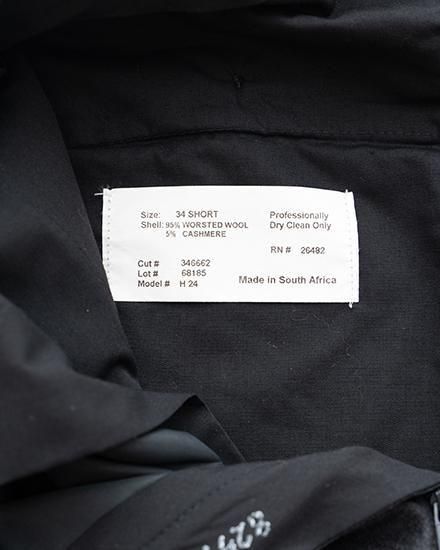 Size: 34 SHORT
Shell: 95% WORSTED WOOL
5% CASHMERE
Professionally
Dry Clean Only
RN # 26482
Cut # 346662
Lot # 68185
Model # H 24
Made in South Africa